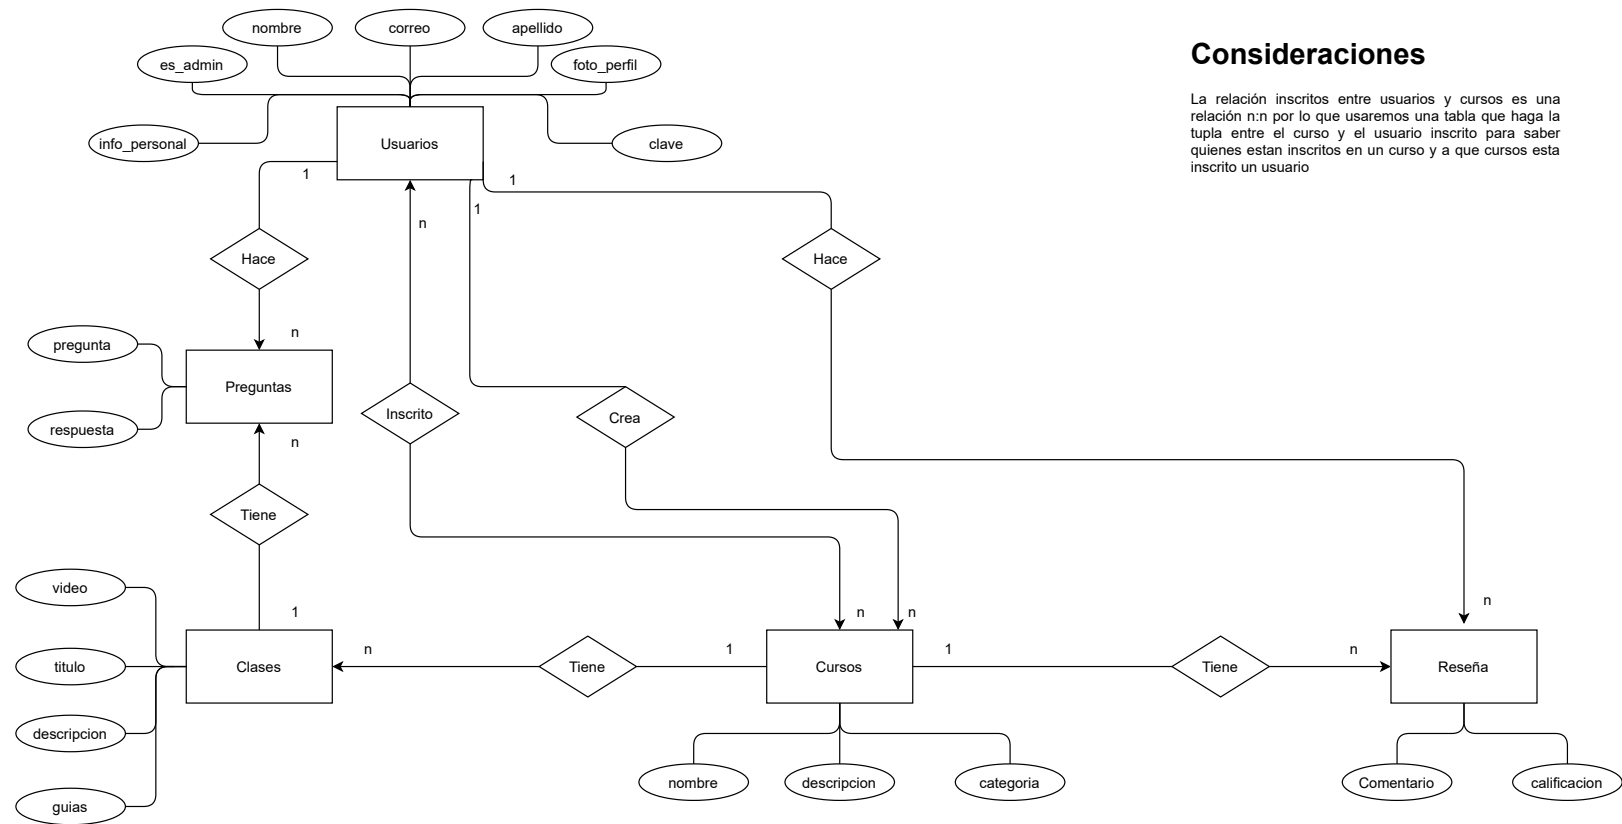 nombre
correo
apellido
es_admin
foto_perfil
info_personal
Usuarios
clave
Consideraciones
La relación inscritos entre usuarios y cursos es una
relación n:n por lo que usaremos una tabla que haga la
tupla entre el curso y el usuario inscrito para saber
quienes estan inscritos en un curso y a que cursos esta
inscrito un usuario
1
1
1
n
Hace
Hace
n
pregunta
Preguntas
respuesta
Inscrito
Crea
n
Tiene
video
1
n
n
n
titulo
Clases
n
Tiene
1
Cursos
1
Tiene
n
Reseña
descripcion
guias
nombre
descripcion
categoria
Comentario
calificacion